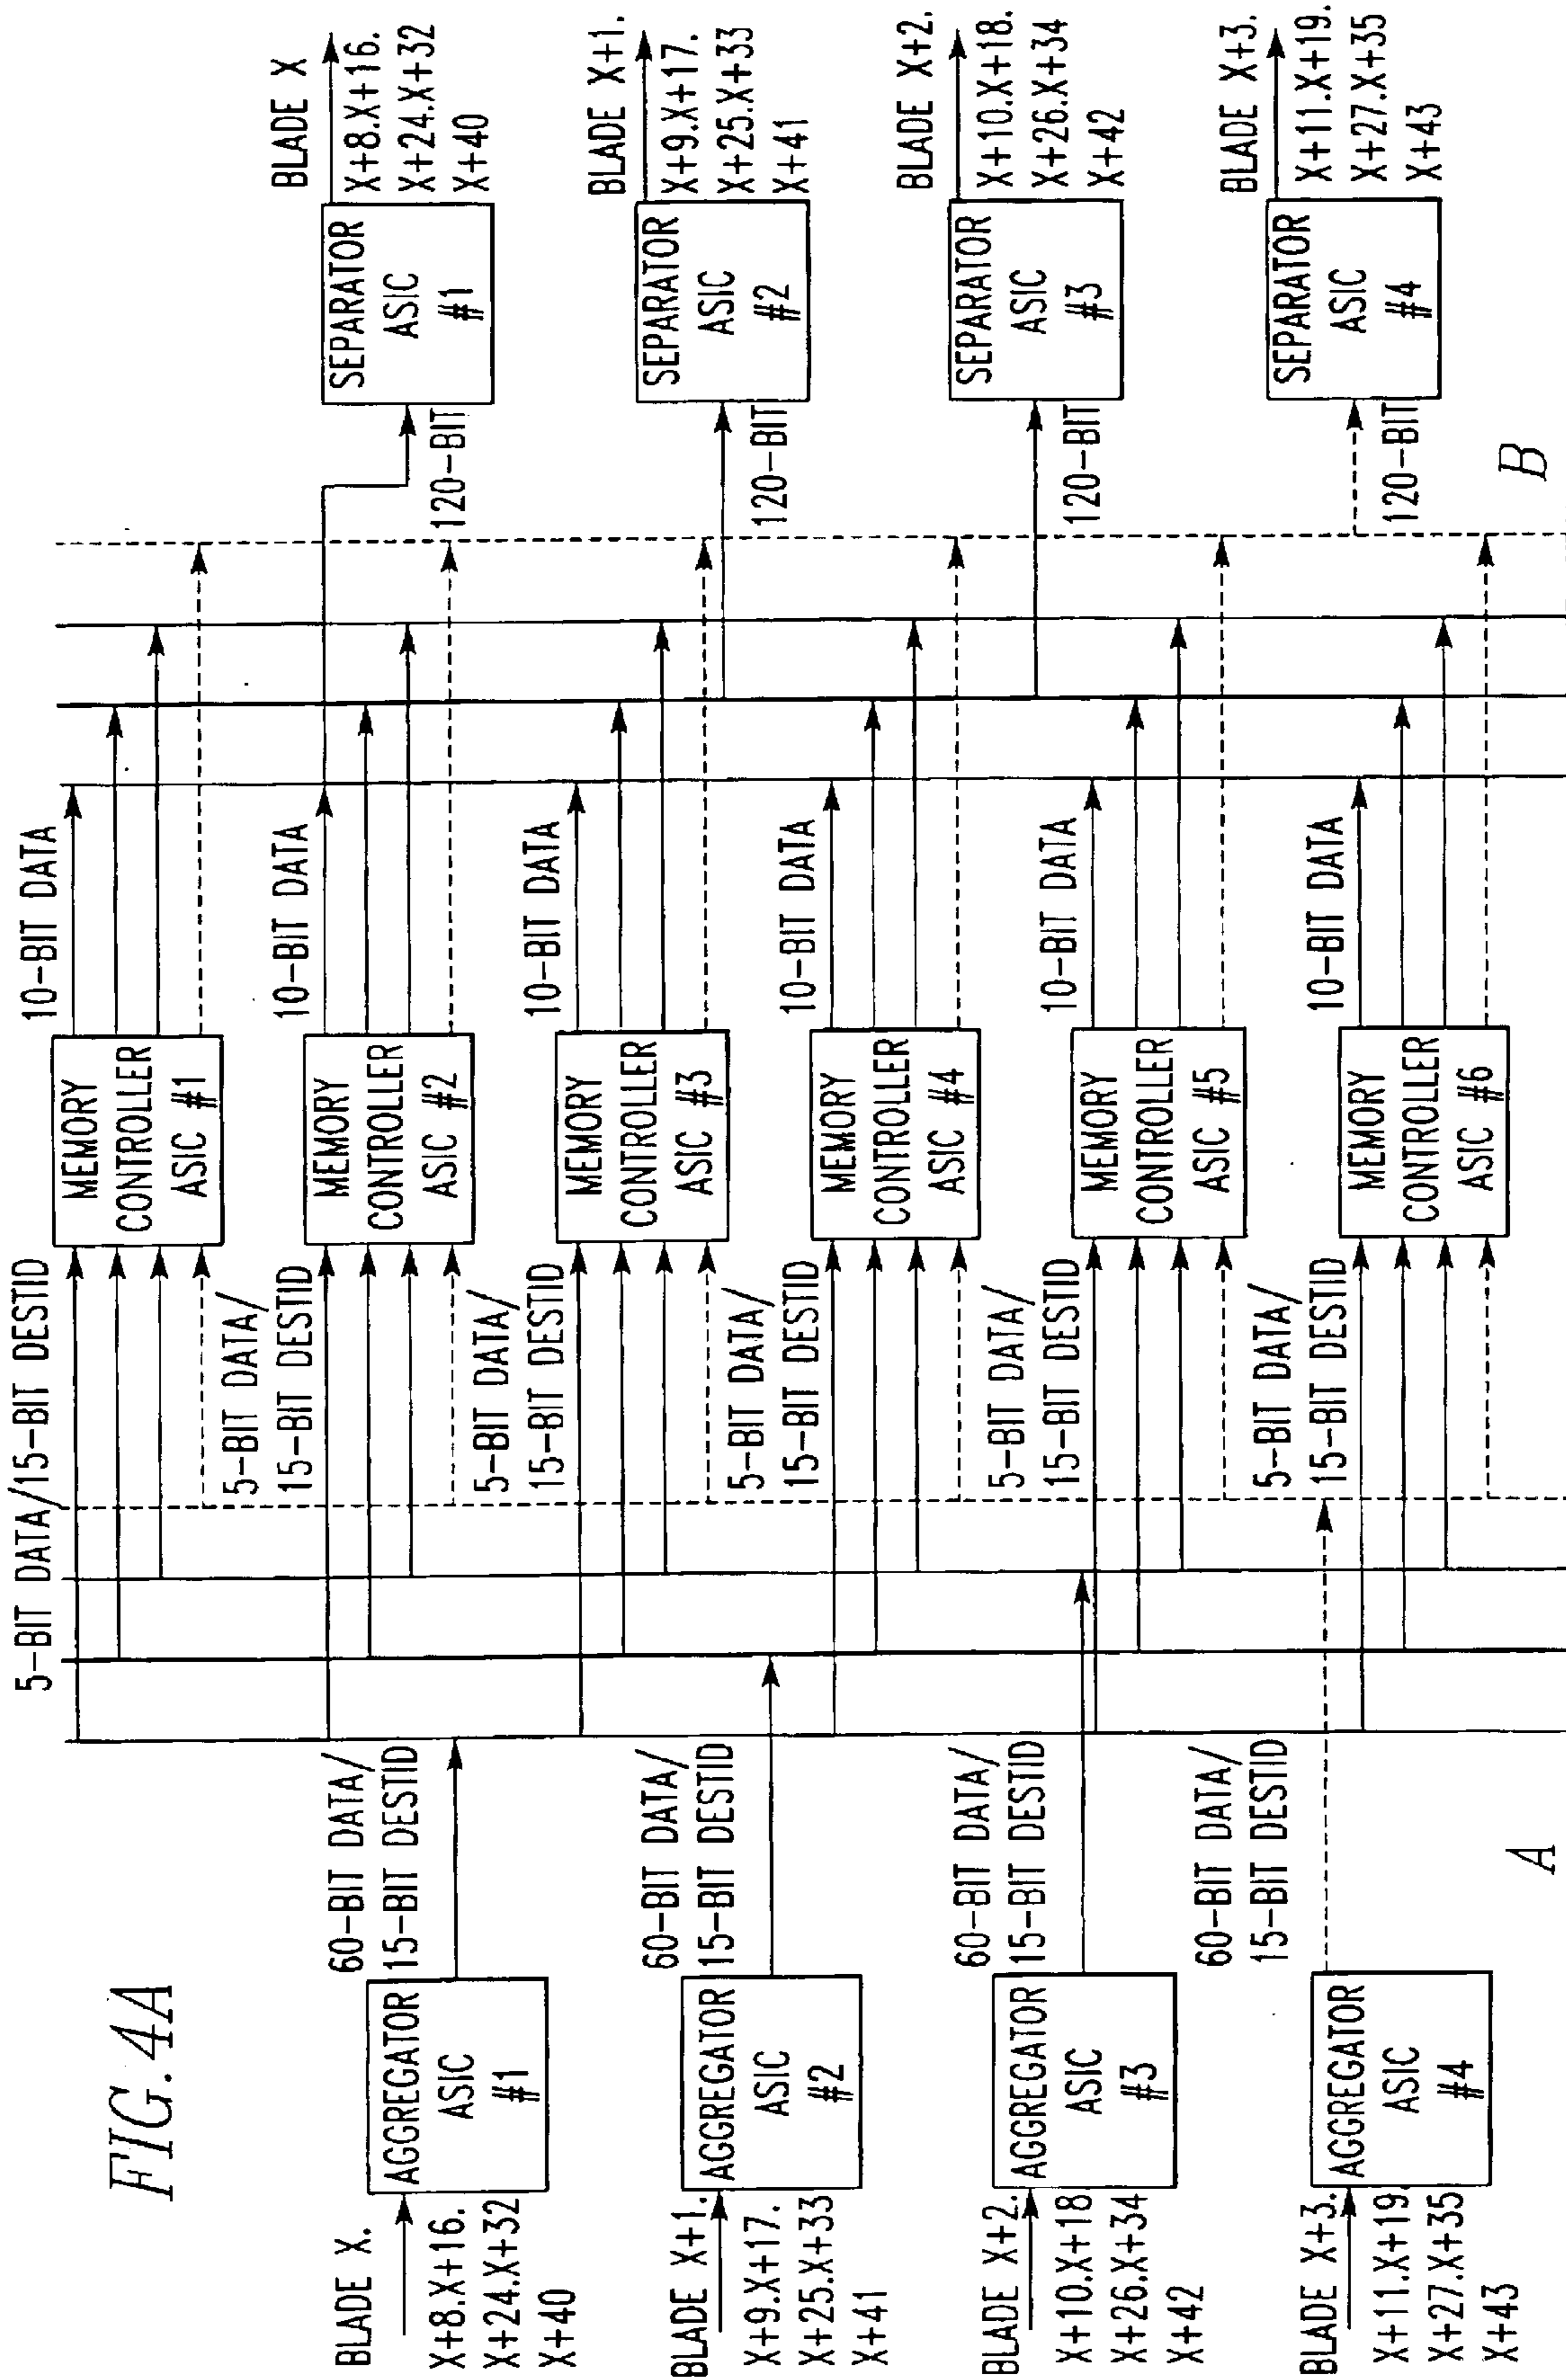 FIG. 4A
BLADE X.
X+8.X+16.
X+24.X+32
X+40
AGGREGATOR
ASIC
#1
60-BIT DATA/
15-BIT DESTID
BLADE X+1.
X+9.X+17.
X+25.X+33
X+41
AGGREGATOR
ASIC
#2
60-BIT DATA/
15-BIT DESTID
BLADE X+2.
X+10.X+18
X+26.X+34
X+42
AGGREGATOR
ASIC
#3
60-BIT DATA/
15-BIT DESTID
BLADE X+3.
X+11.X+19.
X+27.X+35
X+43
AGGREGATOR
ASIC
#4
60-BIT DATA/
15-BIT DESTID
A
5-BIT DATA/15-BIT DESTID
MEMORY
CONTROLLER
ASIC #1
10-BIT DATA
5-BIT DATA/
15-BIT DESTID
MEMORY
CONTROLLER
ASIC #2
10-BIT DATA
5-BIT DATA/
15-BIT DESTID
MEMORY
CONTROLLER
ASIC #3
10-BIT DATA
5-BIT DATA/
15-BIT DESTID
MEMORY
CONTROLLER
ASIC #4
10-BIT DATA
5-BIT DATA/
15-BIT DESTID
MEMORY
CONTROLLER
ASIC #5
10-BIT DATA
5-BIT DATA/
15-BIT DESTID
MEMORY
CONTROLLER
ASIC #6
10-BIT DATA
120-BIT
SEPARATOR
ASIC
#1
BLADE X
X+8.X+16.
X+24.X+32
X+40
120-BIT
SEPARATOR
ASIC
#2
BLADE X+1.
X+9.X+17.
X+25.X+33
X+41
120-BIT
SEPARATOR
ASIC
#3
BLADE X+2.
X+10.X+18.
X+26.X+34
X+42
120-BIT
SEPARATOR
ASIC
#4
BLADE X+3.
X+11.X+19.
X+27.X+35
X+43
B